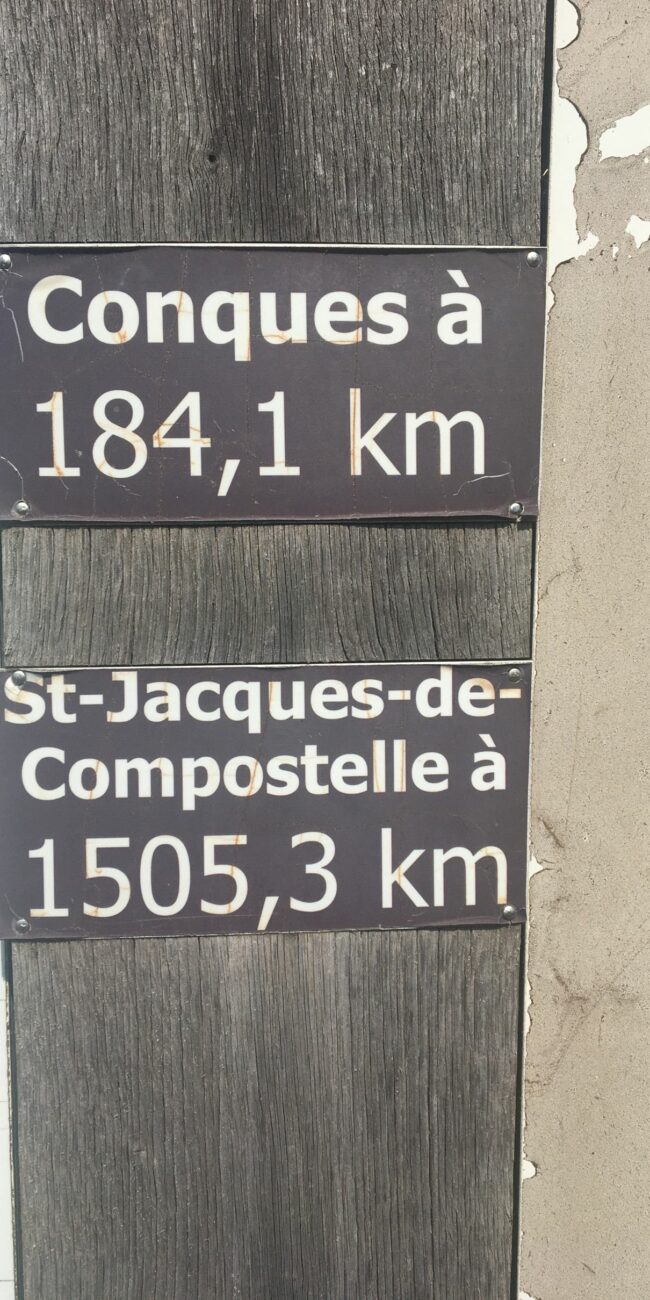 Conques à
184,1 km
St-Jacques-de-
Compostelle à
1505,3 km